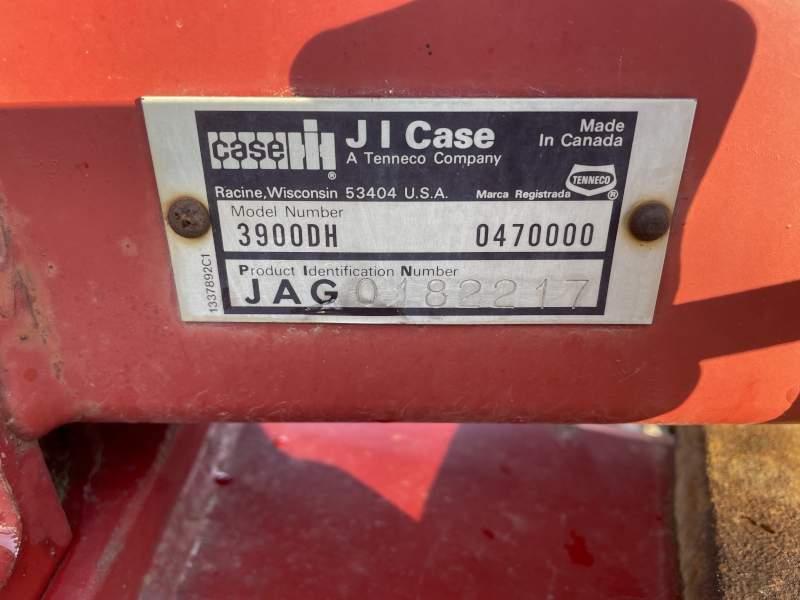 case IH ®
J I Case
A Tenneco Company
Made
In Canada
Racine, Wisconsin 53404 U.S.A.
Marca Registrada
TENNECO ®
Model Number
3900DH 0470000
Product Identification Number
JAG0182217
1337892C1